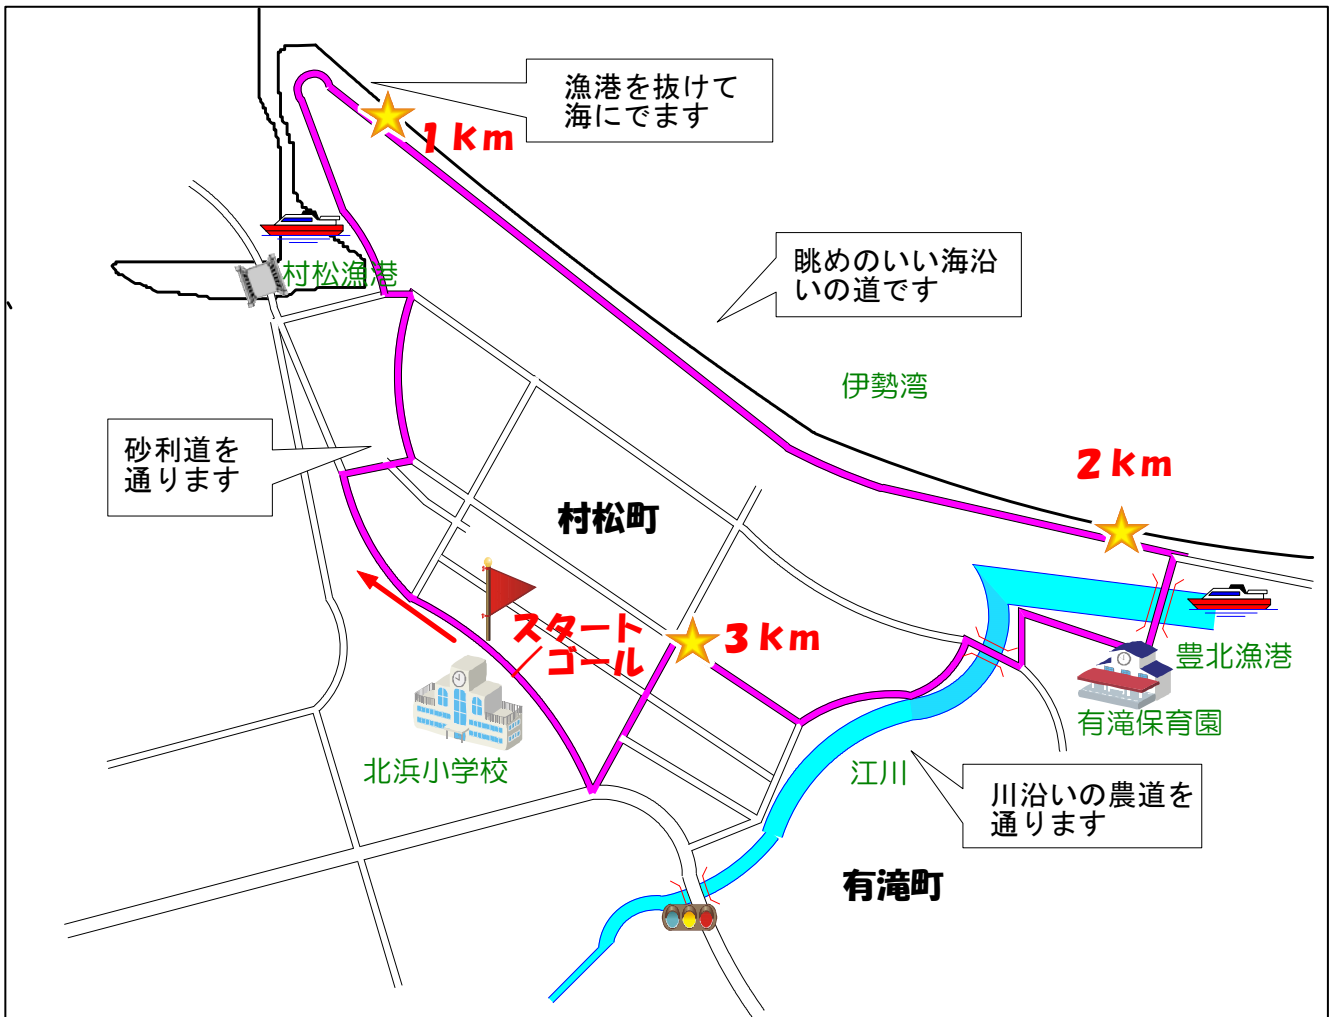 漁港を抜けて
海にでます
1km
眺めのいい海沿
いの道です
村松漁港
伊勢湾
砂利道を
通ります
2km
村松町
スタート
／ゴール
3km
豊北漁港
有滝保育園
北浜小学校
江川
川沿いの農道を
通ります
有滝町